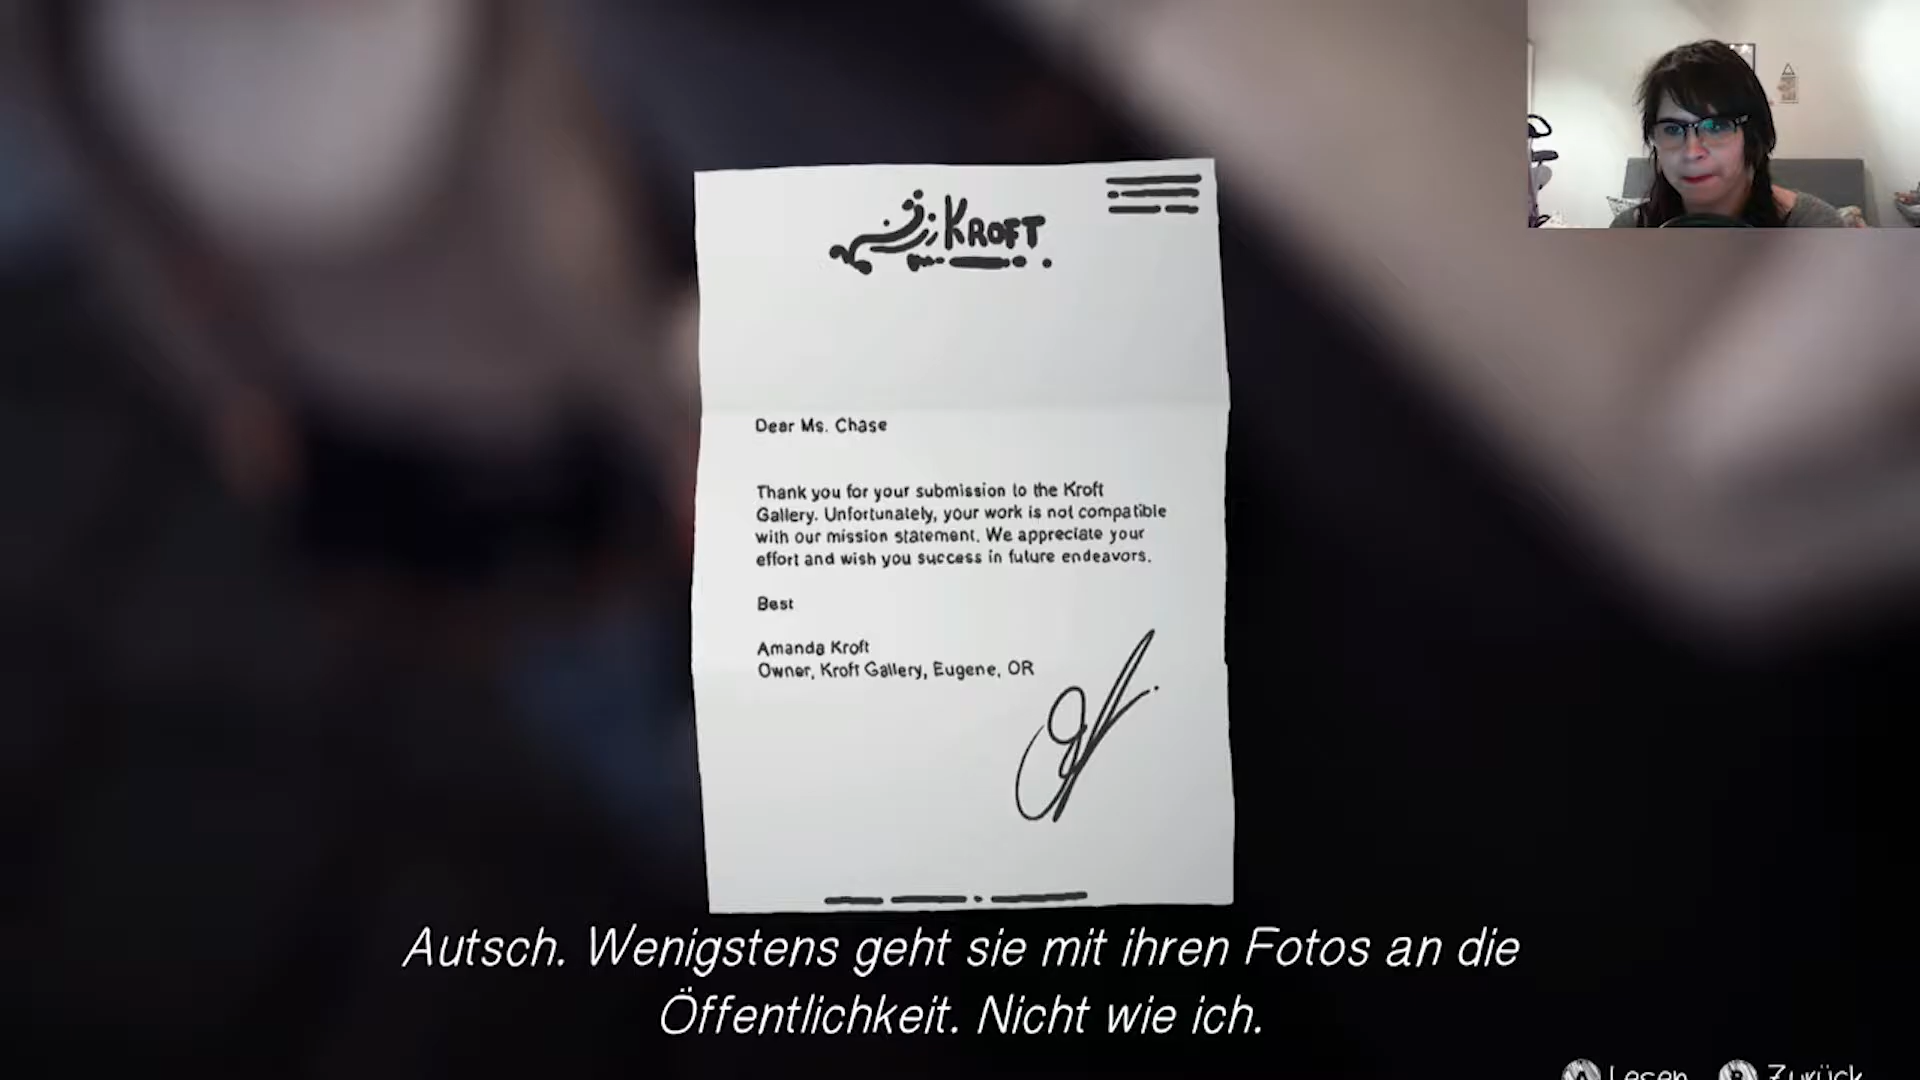 KROFT
Dear Ms. Chase
Thank you for your submission to the Kroft
Gallery. Unfortunately, your work is not compatible
with our mission statement. We appreciate your
effort and wish you success in future endeavors.
Best
Amanda Kroft
Owner, Kroft Gallery, Eugene, OR
Autsch. Wenigstens geht sie mit ihren Fotos an die
Öffentlichkeit. Nicht wie ich.
A Lesen B Zurück